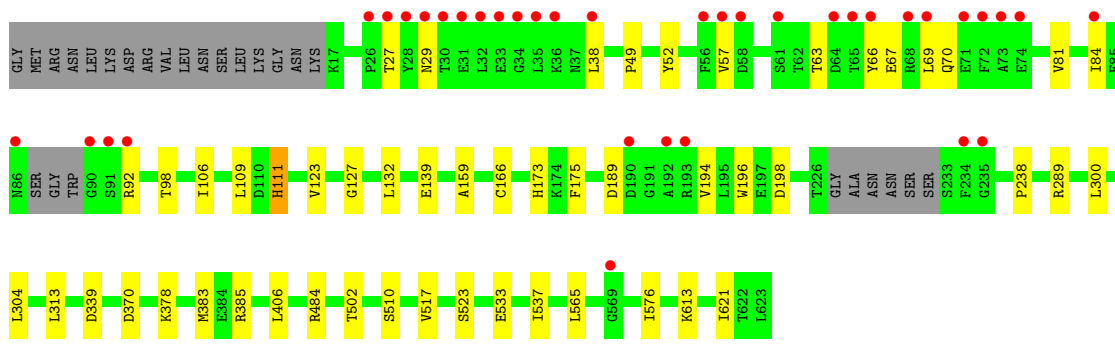 GLY MET ARG ASN LEU LYS ASP ARG VAL LEU ASN SER LEU LYS GLY ASN LYS K17 P26 T27 Y28 N29 T30 E31 L32 E33 G34 L35 K36 N37 L38 P49 Y52 F56 V57 D58 S61 T62 T63 D64 T65 Y66 E67 R68 L69 Q70 E71 F72 A73 E74 V81 I84 E85
N86 SER GLY TRP G90 S91 R92 T98 I106 L109 D110 H111 V123 G127 L132 E139 A159 C166 H173 K174 F175 D189 D190 G191 A192 R193 V194 L195 W196 E197 D198 T226 GLY ALA ASN ASN SER SER S233 F234 G235 P238 R289 L300
L304 L313 D339 D370 K378 M383 E384 R385 L406 R484 T502 S510 V517 S523 E533 I537 L565 G569 I576 K613 I621 T622 L623